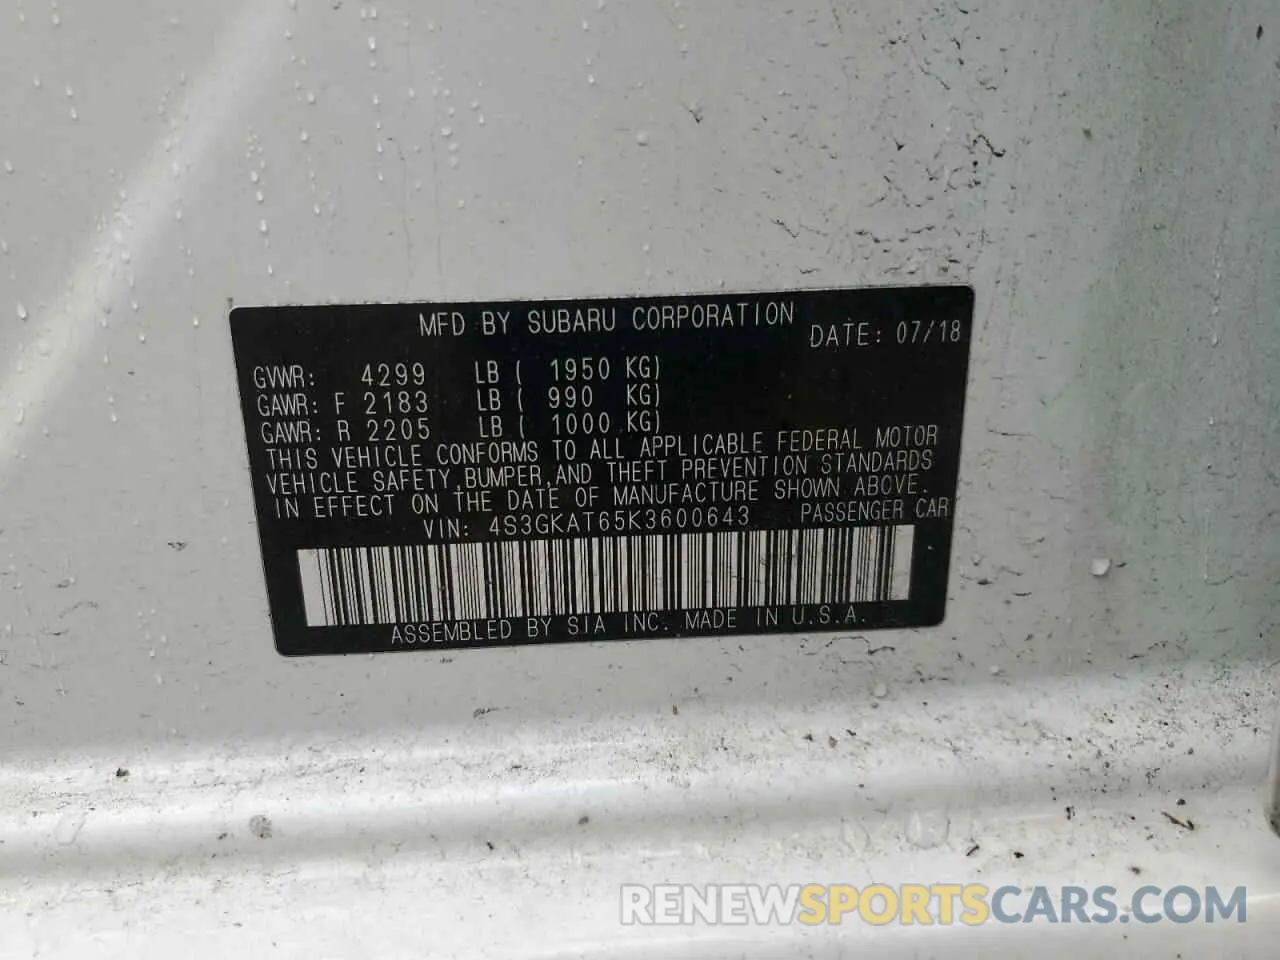 MFD BY SUBARU CORPORATION
DATE: 07/18
GVWR: 4299 LB ( 1950 KG)
GAWR: F 2183 LB ( 990 KG)
GAWR: R 2205 LB ( 1000 KG)
THIS VEHICLE CONFORMS TO ALL APPLICABLE FEDERAL MOTOR
VEHICLE SAFETY, BUMPER, AND THEFT PREVENTION STANDARDS
IN EFFECT ON THE DATE OF MANUFACTURE SHOWN ABOVE.
VIN: 4S3GKAT65K3600643 PASSENGER CAR
ASSEMBLED BY SIA INC. MADE IN U.S.A.
RENEWSPORTSCARS.COM